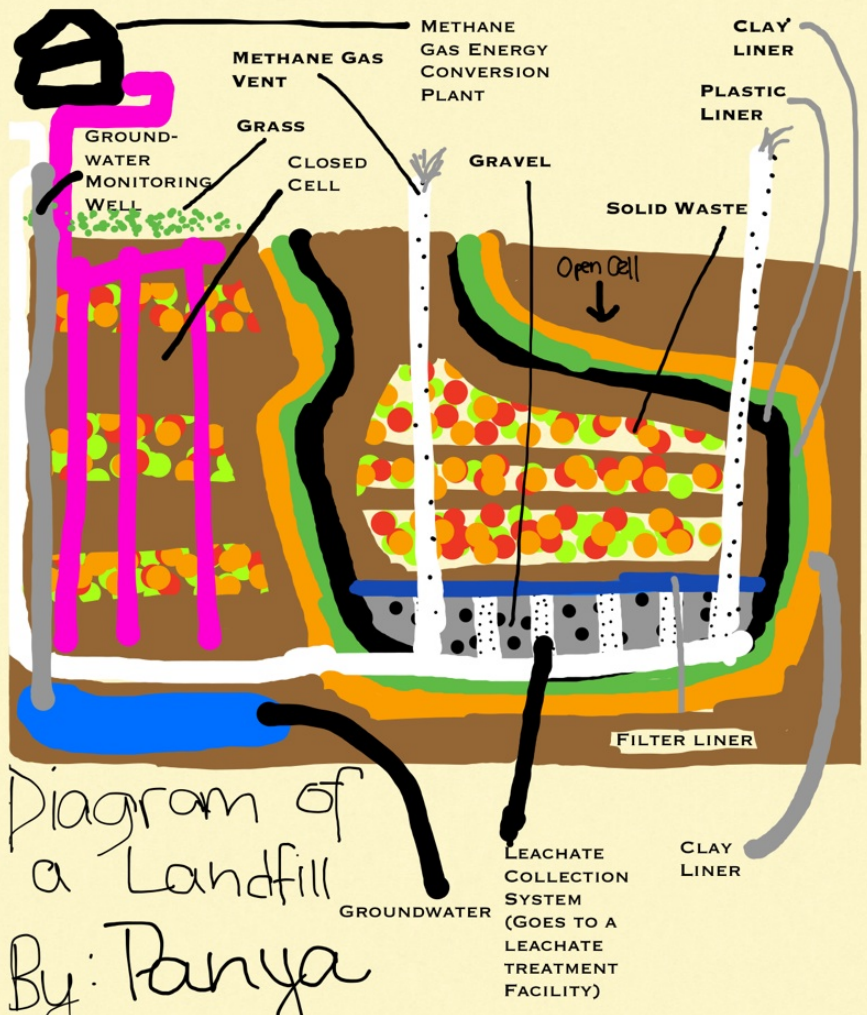 METHANE
GAS ENERGY
CONVERSION
PLANT
CLAY
LINER
METHANE GAS
VENT
PLASTIC
LINER
GROUND-
WATER
MONITORING
WELL
GRASS
CLOSED
CELL
GRAVEL
SOLID WASTE
Open Cell
FILTER LINER
Diagram of
a Landfill
By: Panya
GROUNDWATER
LEACHATE
COLLECTION
SYSTEM
(GOES TO A
LEACHATE
TREATMENT
FACILITY)
CLAY
LINER